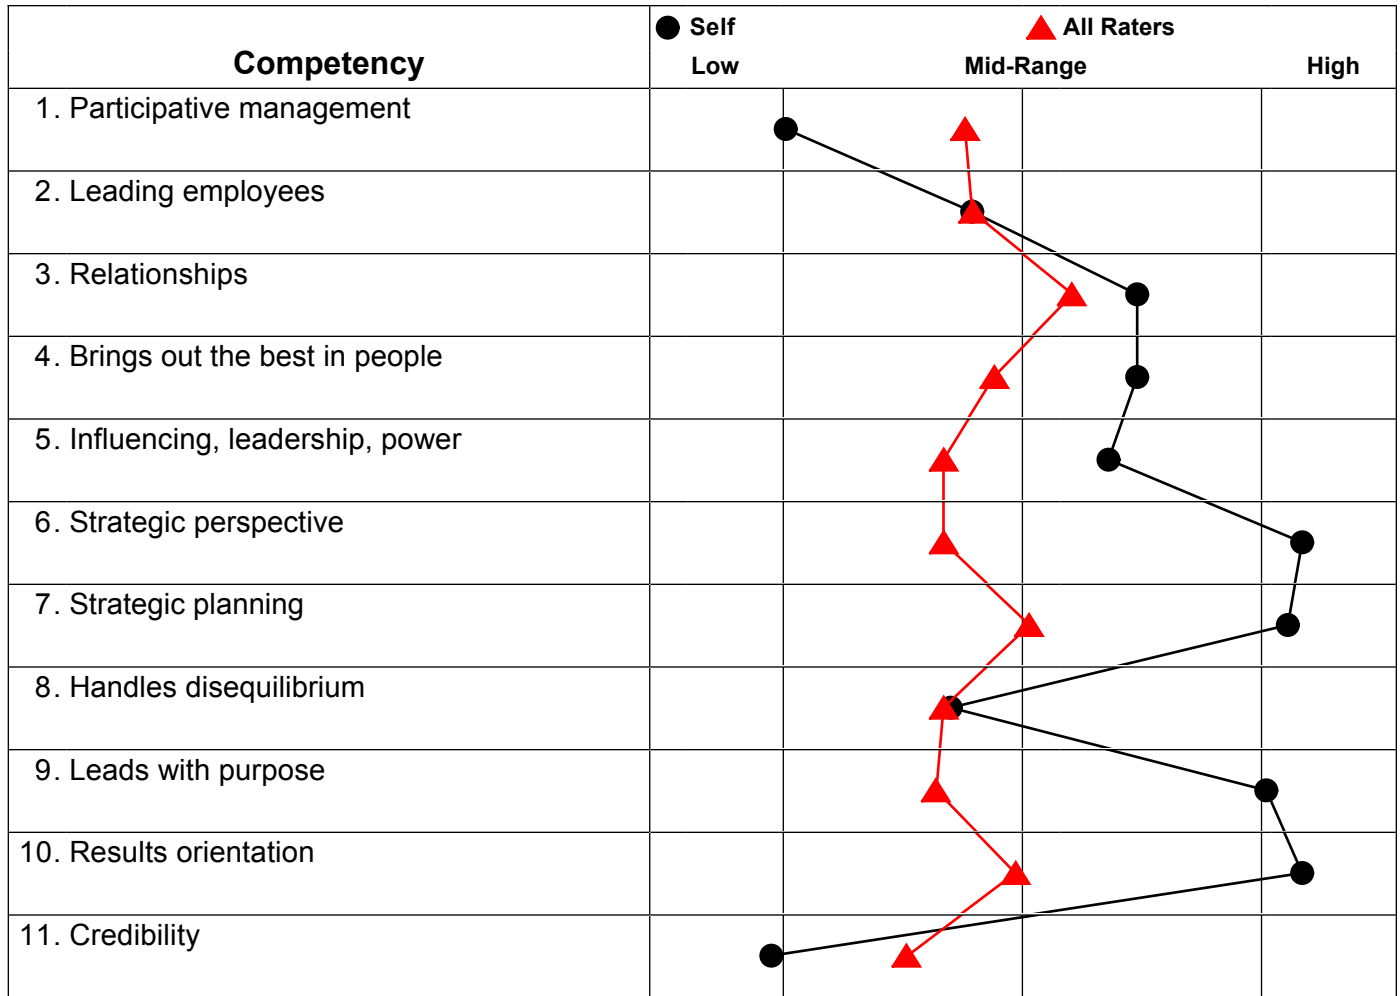 Self All Raters
Competency Low Mid-Range High
1. Participative management
2. Leading employees
3. Relationships
4. Brings out the best in people
5. Influencing, leadership, power
6. Strategic perspective
7. Strategic planning
8. Handles disequilibrium
9. Leads with purpose
10. Results orientation
11. Credibility